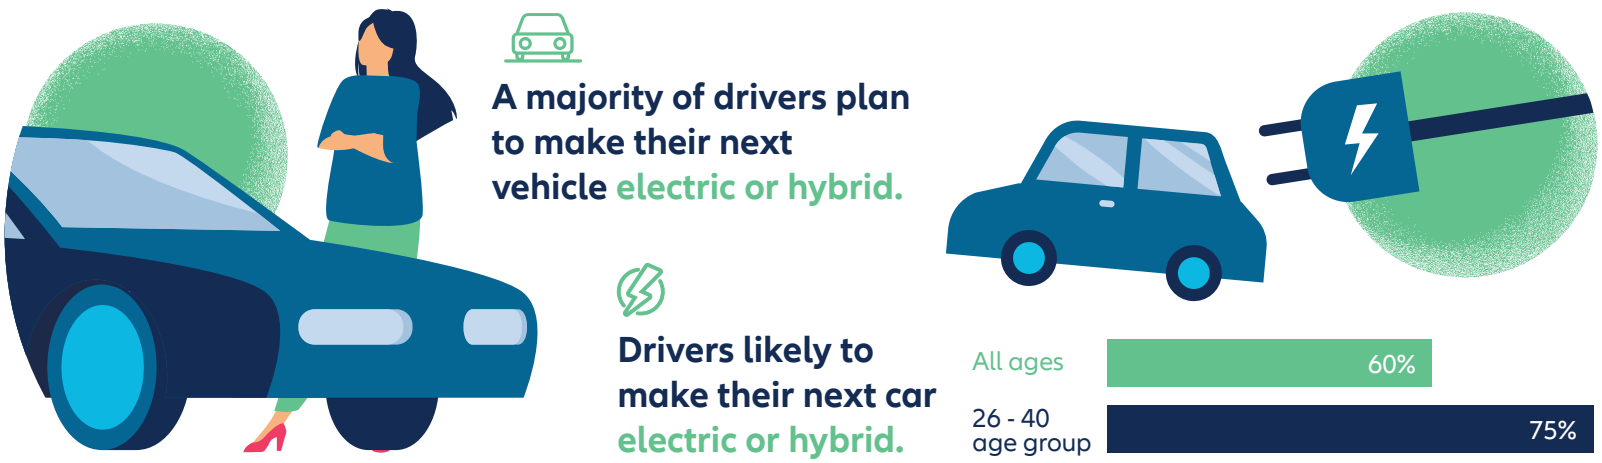 A majority of drivers plan
to make their next
vehicle electric or hybrid.
Drivers likely to
make their next car
electric or hybrid.
All ages
60%
26 - 40
age group
75%